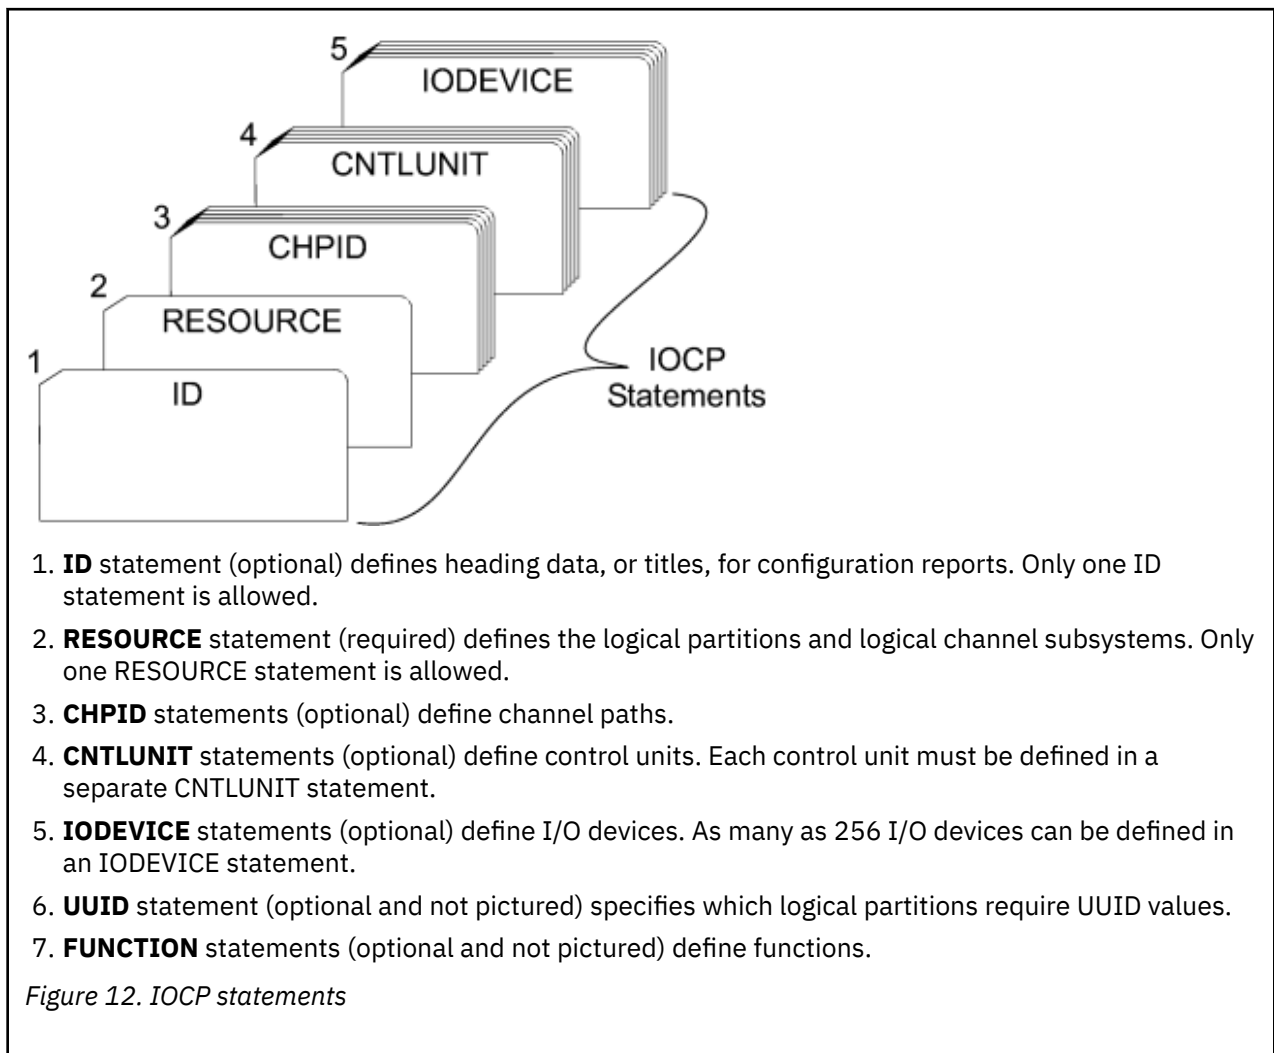 5
IODEVICE
4
CNTLUNIT
3
CHPID
2
RESOURCE
1
ID
IOCP
Statements
1. ID statement (optional) defines heading data, or titles, for configuration reports. Only one ID
statement is allowed.
2. RESOURCE statement (required) defines the logical partitions and logical channel subsystems. Only
one RESOURCE statement is allowed.
3. CHPID statements (optional) define channel paths.
4. CNTLUNIT statements (optional) define control units. Each control unit must be defined in a
separate CNTLUNIT statement.
5. IODEVICE statements (optional) define I/O devices. As many as 256 I/O devices can be defined in
an IODEVICE statement.
6. UUID statement (optional and not pictured) specifies which logical partitions require UUID values.
7. FUNCTION statements (optional and not pictured) define functions.
Figure 12. IOCP statements